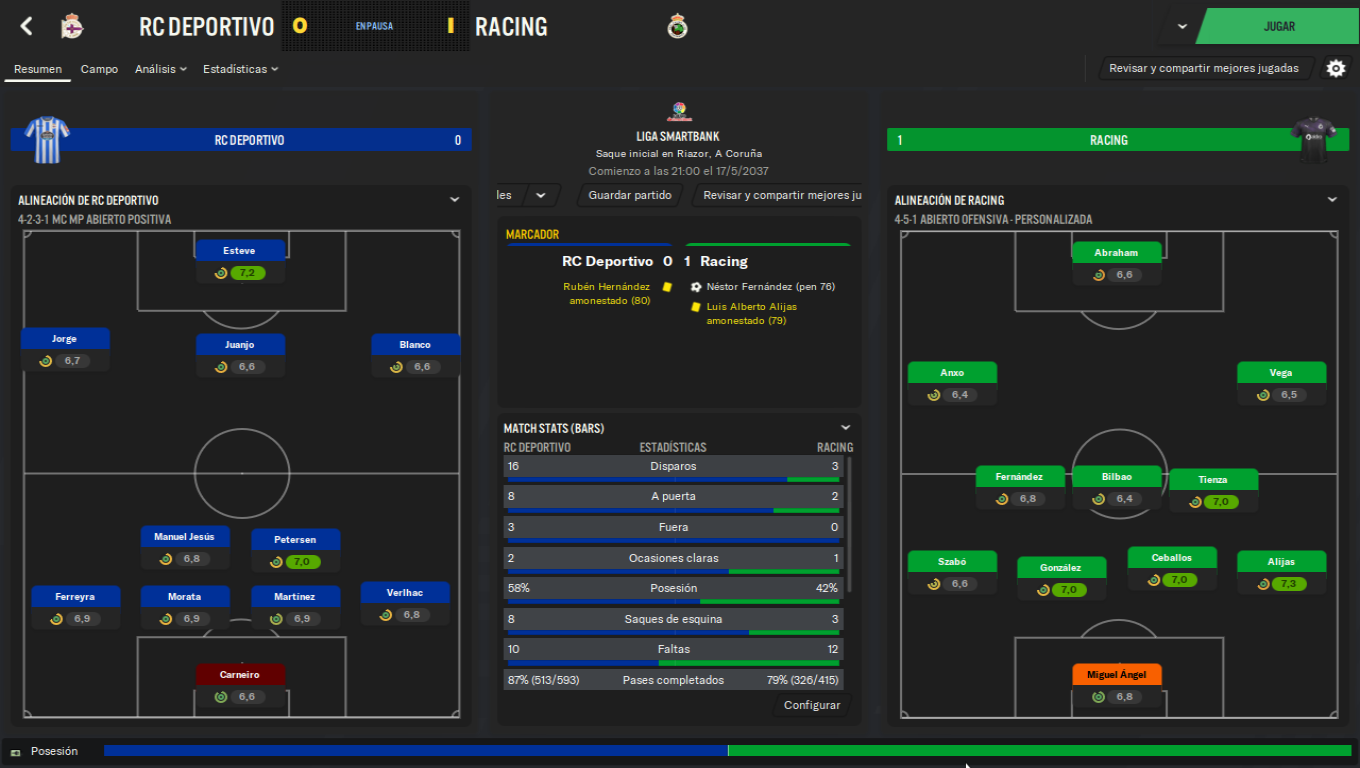 RC DEPORTIVO 0 EN PAUSA 1 RACING
JUGAR
Resumen Campo Análisis Estadísticas
Revisar y compartir mejores jugadas
RC DEPORTIVO 0
ALINEACIÓN DE RC DEPORTIVO
4-2-3-1 MC MP ABIERTO POSITIVA
Esteve
7,2
Jorge
6,7
Juanjo
6,6
Blanco
6,6
Manuel Jesús
6,8
Petersen
7,0
Ferreyra
6,9
Morata
6,9
Martínez
6,9
Verlhac
6,8
Carneiro
6,6
LIGA SMARTBANK
Saque inicial en Riazor, A Coruña
Comienzo a las 21:00 el 17/5/2037
les Guardar partido Revisar y compartir mejores ju
MARCADOR
RC Deportivo 0 1 Racing
Rubén Hernández
amonestado (80)
Néstor Fernández (pen 76)
Luis Alberto Alijas
amonestado (79)
MATCH STATS (BARS)
RC DEPORTIVO ESTADÍSTICAS RACING
16 Disparos 3
8 A puerta 2
3 Fuera 0
2 Ocasiones claras 1
58% Posesión 42%
8 Saques de esquina 3
10 Faltas 12
87% (513/593) Pases completados 79% (326/415)
Configurar
1 RACING
ALINEACIÓN DE RACING
4-5-1 ABIERTO OFENSIVA - PERSONALIZADA
Abraham
6,6
Anxo
6,4
Vega
6,5
Fernández
6,8
Bilbao
6,4
Tienza
7,0
Szabó
6,6
González
7,0
Ceballos
7,0
Alijas
7,3
Miguel Ángel
6,8
Posesión